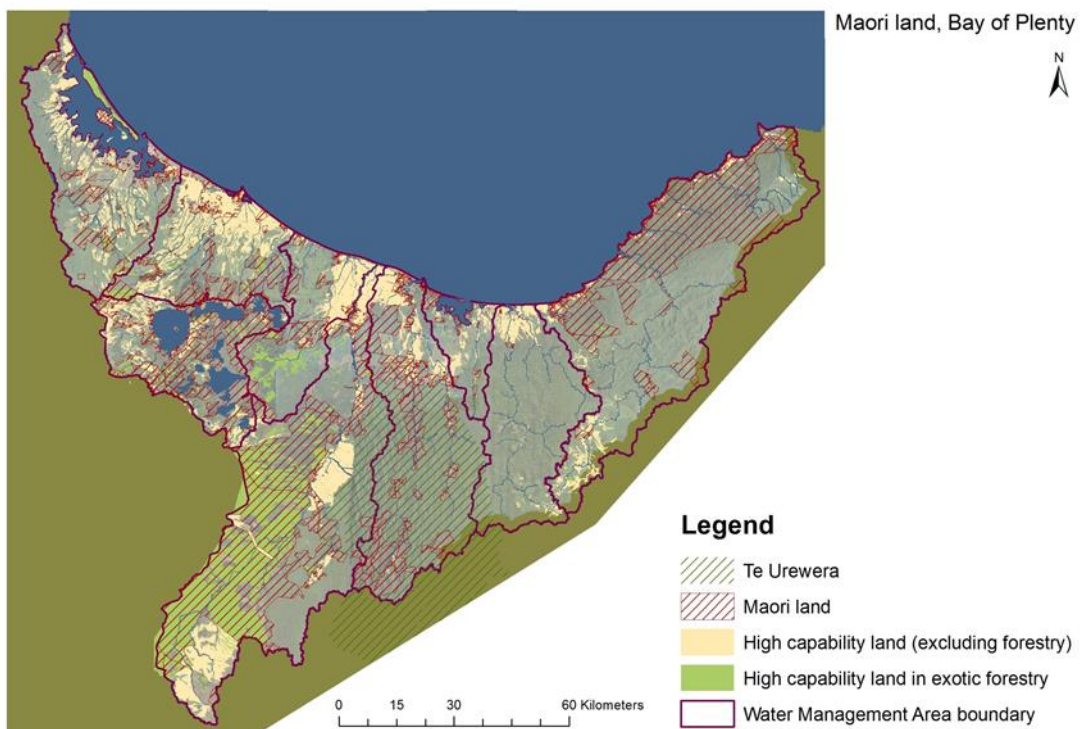 Maori land, Bay of Plenty
N
Legend
Te Urewera
Maori land
High capability land (excluding forestry)
High capability land in exotic forestry
Water Management Area boundary
0 15 30 60 Kilometers